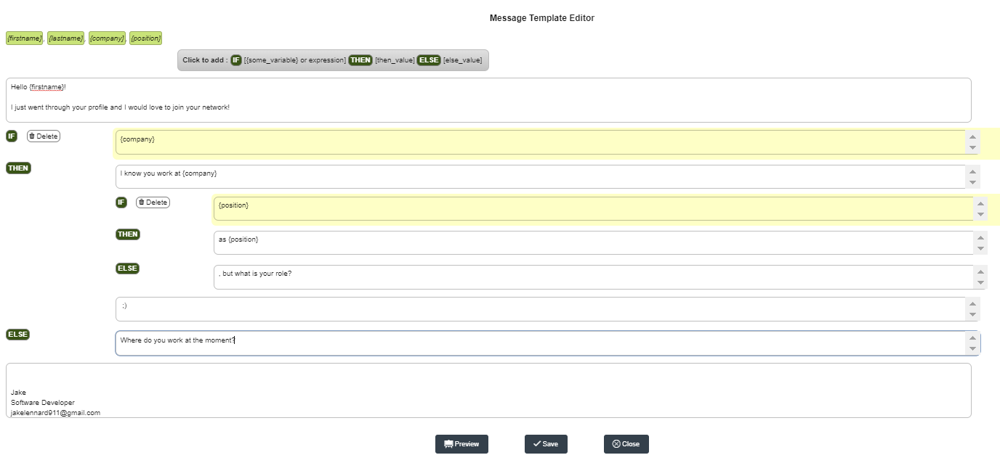 Message Template Editor
{firstname}, {lastname}, {company}, {position}
Click to add : IF [{some_variable} or expression] THEN [then_value] ELSE [else_value]
Hello {firstname}!
I just went through your profile and I would love to join your network!
IF Delete {company}
THEN I know you work at {company}
IF Delete {position}
THEN as {position}
ELSE , but what is your role?
;)
ELSE Where do you work at the moment?
Jake
Software Developer
jakelennard911@gmail.com
Preview Save Close